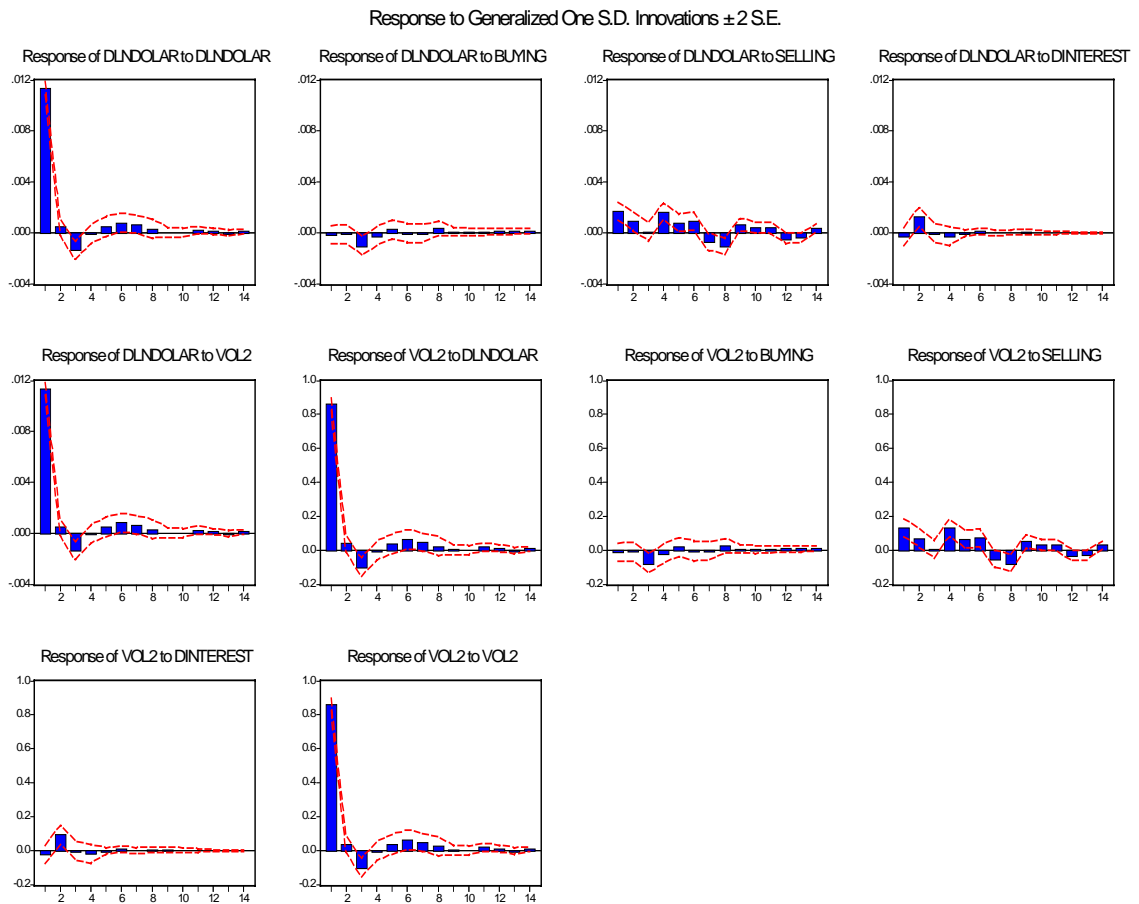 Response to Generalized One S.D. Innovations ± 2 S.E.
Response of DLNDOLAR to DLNDOLAR
.012
.008
.004
.000
-.004
2 4 6 8 10 12 14
Response of DLNDOLAR to BUYING
.012
.008
.004
.000
-.004
2 4 6 8 10 12 14
Response of DLNDOLAR to SELLING
.012
.008
.004
.000
-.004
2 4 6 8 10 12 14
Response of DLNDOLAR to DINTEREST
.012
.008
.004
.000
-.004
2 4 6 8 10 12 14
Response of DLNDOLAR to VOL2
.012
.008
.004
.000
-.004
2 4 6 8 10 12 14
Response of VOL2 to DLNDOLAR
1.0
0.8
0.6
0.4
0.2
0.0
-0.2
2 4 6 8 10 12 14
Response of VOL2 to BUYING
1.0
0.8
0.6
0.4
0.2
0.0
-0.2
2 4 6 8 10 12 14
Response of VOL2 to SELLING
1.0
0.8
0.6
0.4
0.2
0.0
-0.2
2 4 6 8 10 12 14
Response of VOL2 to DINTEREST
1.0
0.8
0.6
0.4
0.2
0.0
-0.2
2 4 6 8 10 12 14
Response of VOL2 to VOL2
1.0
0.8
0.6
0.4
0.2
0.0
-0.2
2 4 6 8 10 12 14